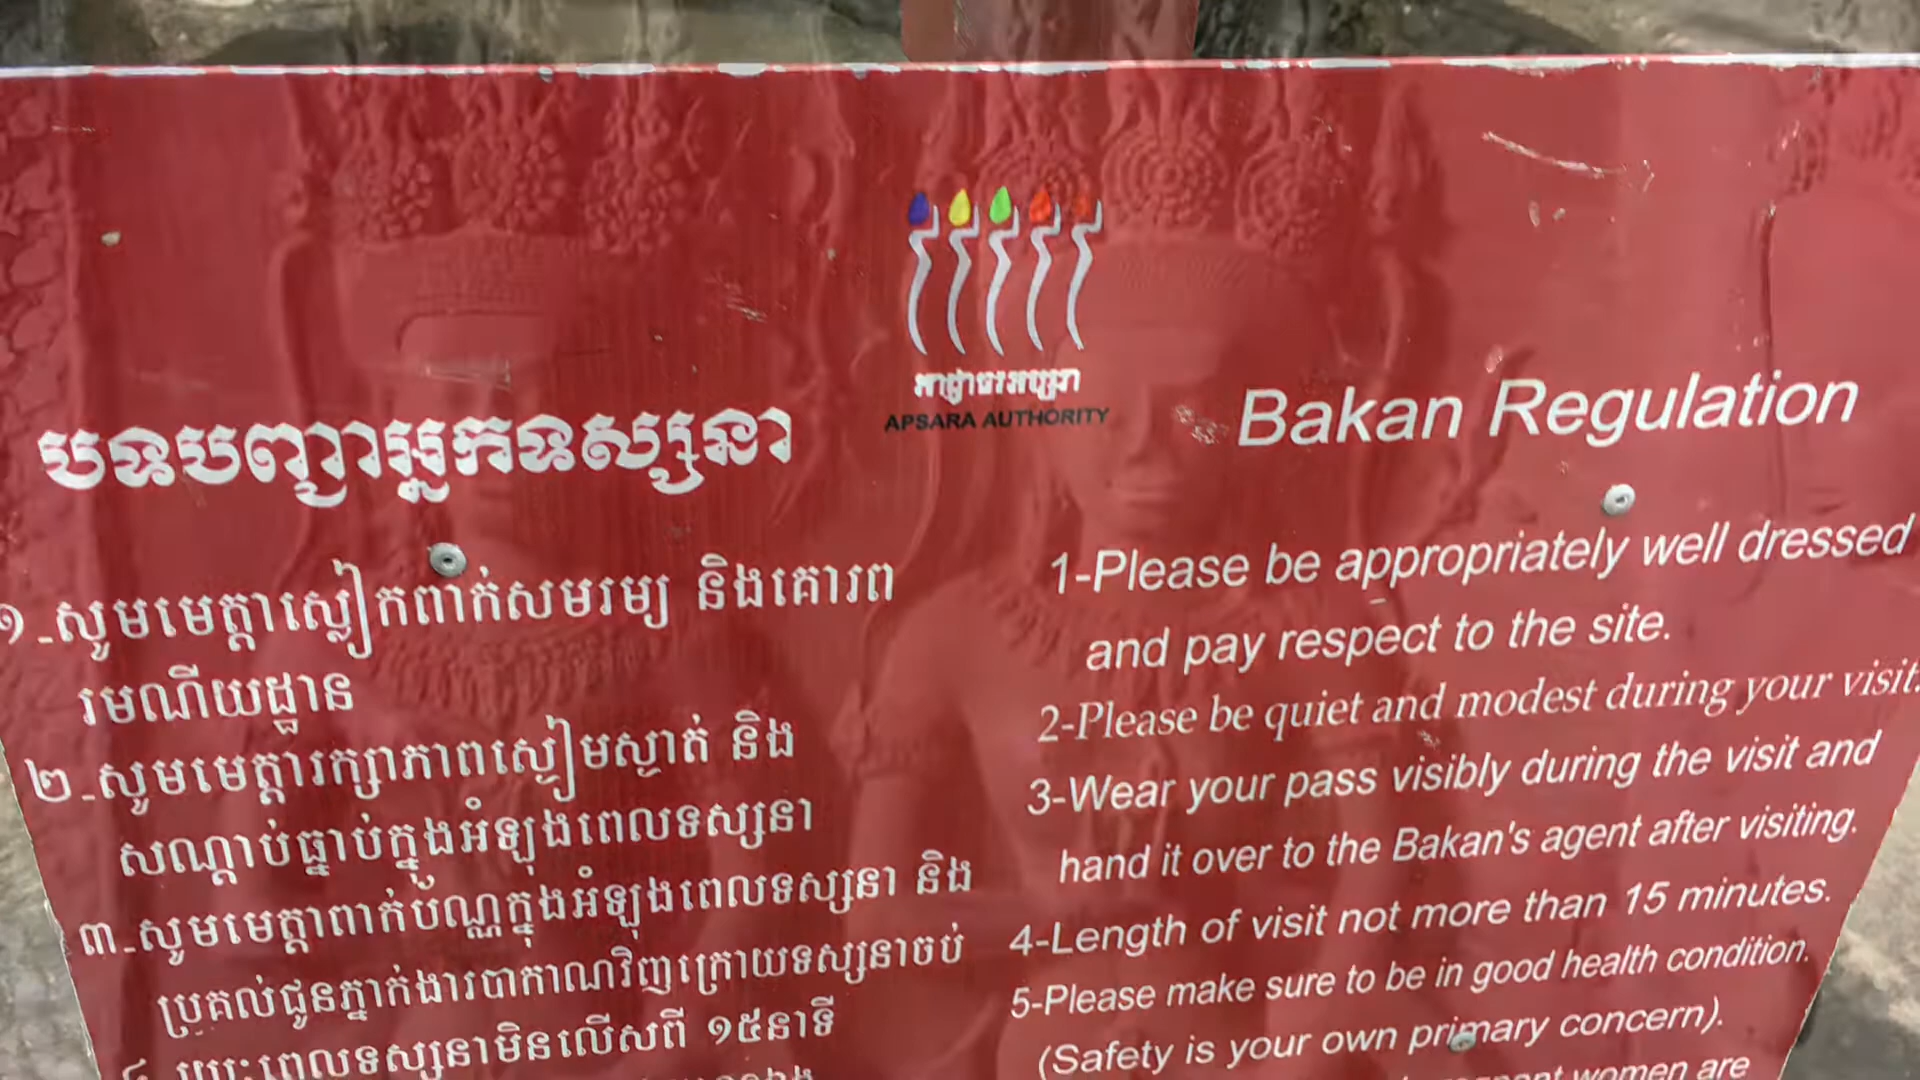 អាជ្ញាធរអប្សរា
APSARA AUTHORITY
បទបញ្ជាអ្នកទស្សនា
១-សូមមេត្តាស្លៀកពាក់សមរម្យ និងគោរព
រមណីយដ្ឋាន
២-សូមមេត្តារក្សាភាពស្ងៀមស្ងាត់ និង
សណ្តាប់ធ្នាប់ក្នុងអំឡុងពេលទស្សនា
៣-សូមមេត្តាពាក់ប័ណ្ណក្នុងអំឡុងពេលទស្សនា និង
ប្រគល់ជូនភ្នាក់ងារបាកាណវិញក្រោយទស្សនាចប់
៤ រយៈពេលទស្សនាមិនលើសពី ១៥នាទី
Bakan Regulation
1-Please be appropriately well dressed
and pay respect to the site.
2-Please be quiet and modest during your visit.
3-Wear your pass visibly during the visit and
hand it over to the Bakan's agent after visiting.
4-Length of visit not more than 15 minutes.
5-Please make sure to be in good health condition.
(Safety is your own primary concern).
women are